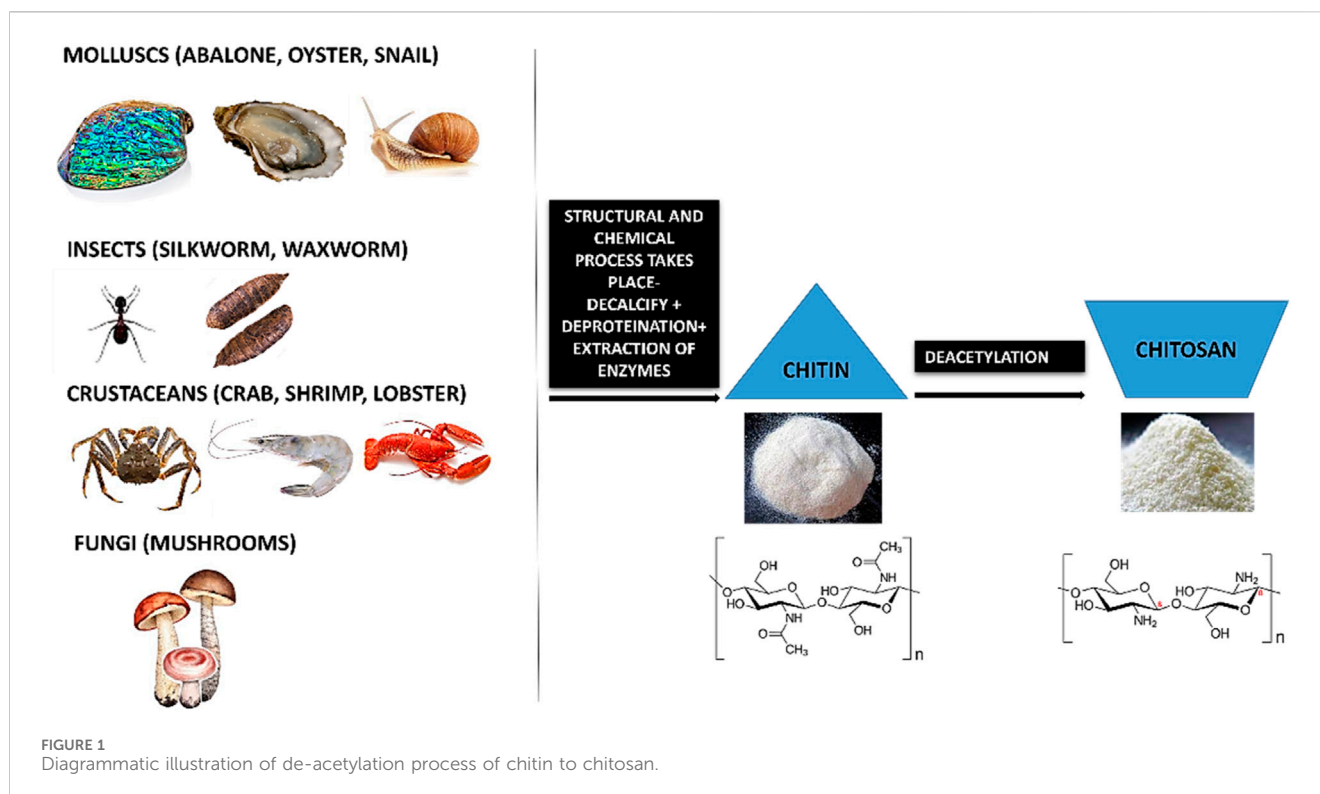 MOLLUSCS (ABALONE, OYSTER, SNAIL)
INSECTS (SILKWORM, WAXWORM)
CRUSTACEANS (CRAB, SHRIMP, LOBSTER)
FUNGI (MUSHROOMS)
STRUCTURAL AND
CHEMICAL
PROCESS TAKES
PLACE-
DECALCIFY +
DEPROTEINATION+
EXTRACTION OF
ENZYMES
CHITIN
DEACETYLATION
CHITOSAN
CH₃
O
NH
OH
O
HO
O
O
HO
NH
O
OH
O
CH₃
n
NH₂
OH
O
HO
O
O
HO
NH₂
O
OH
n
FIGURE 1
Diagrammatic illustration of de-acetylation process of chitin to chitosan.